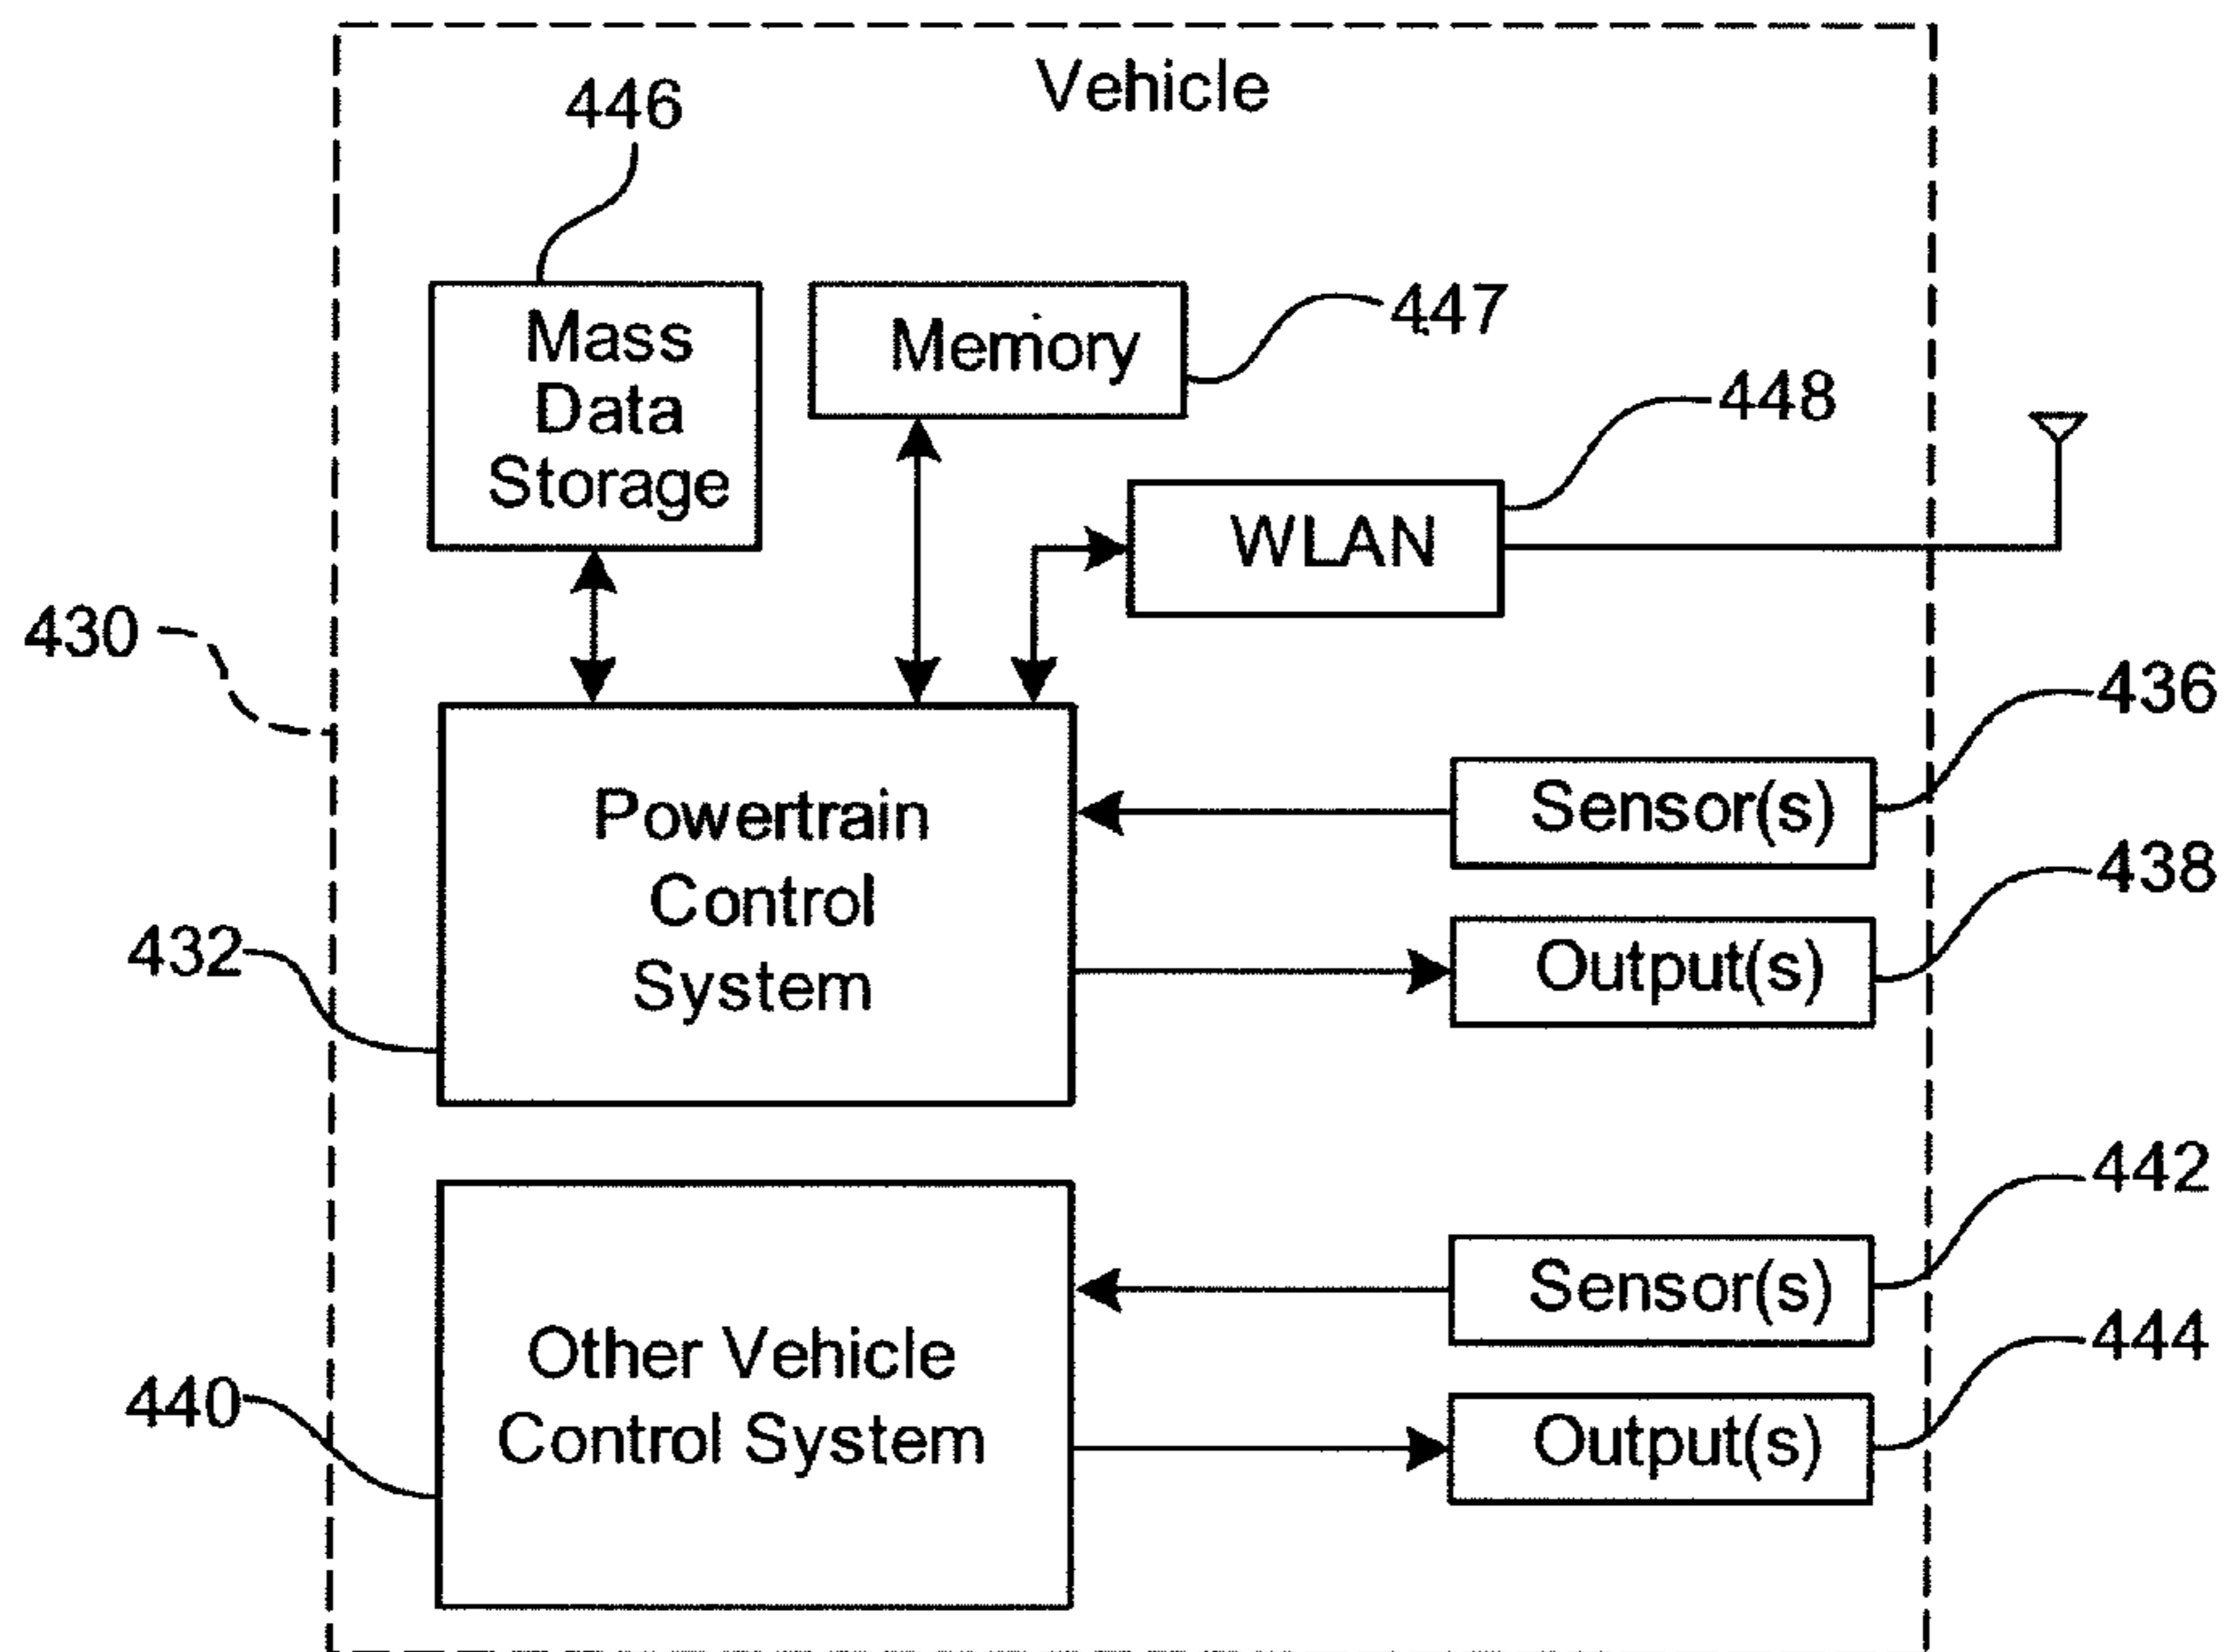 Vehicle
446
Mass
Data
Storage
Memory
447
448
WLAN
430
436
Sensor(s)
Powertrain
Control
System
438
Output(s)
432
442
Sensor(s)
Other Vehicle
Control System
444
Output(s)
440